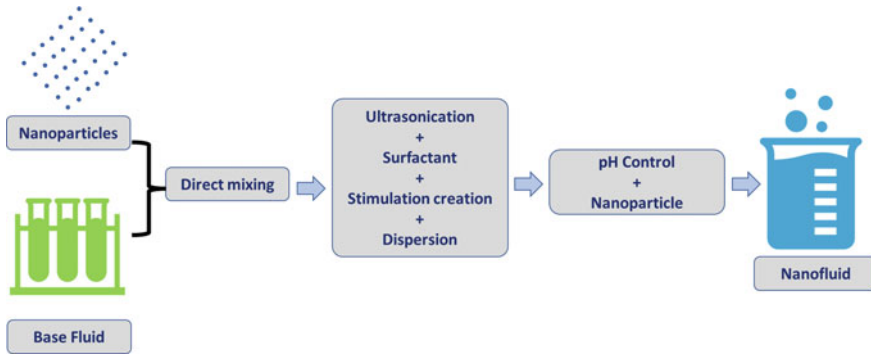 Nanoparticles
Base Fluid
Direct mixing
Ultrasonication
+
Surfactant
+
Stimulation creation
+
Dispersion
pH Control
+
Nanoparticle
Nanofluid